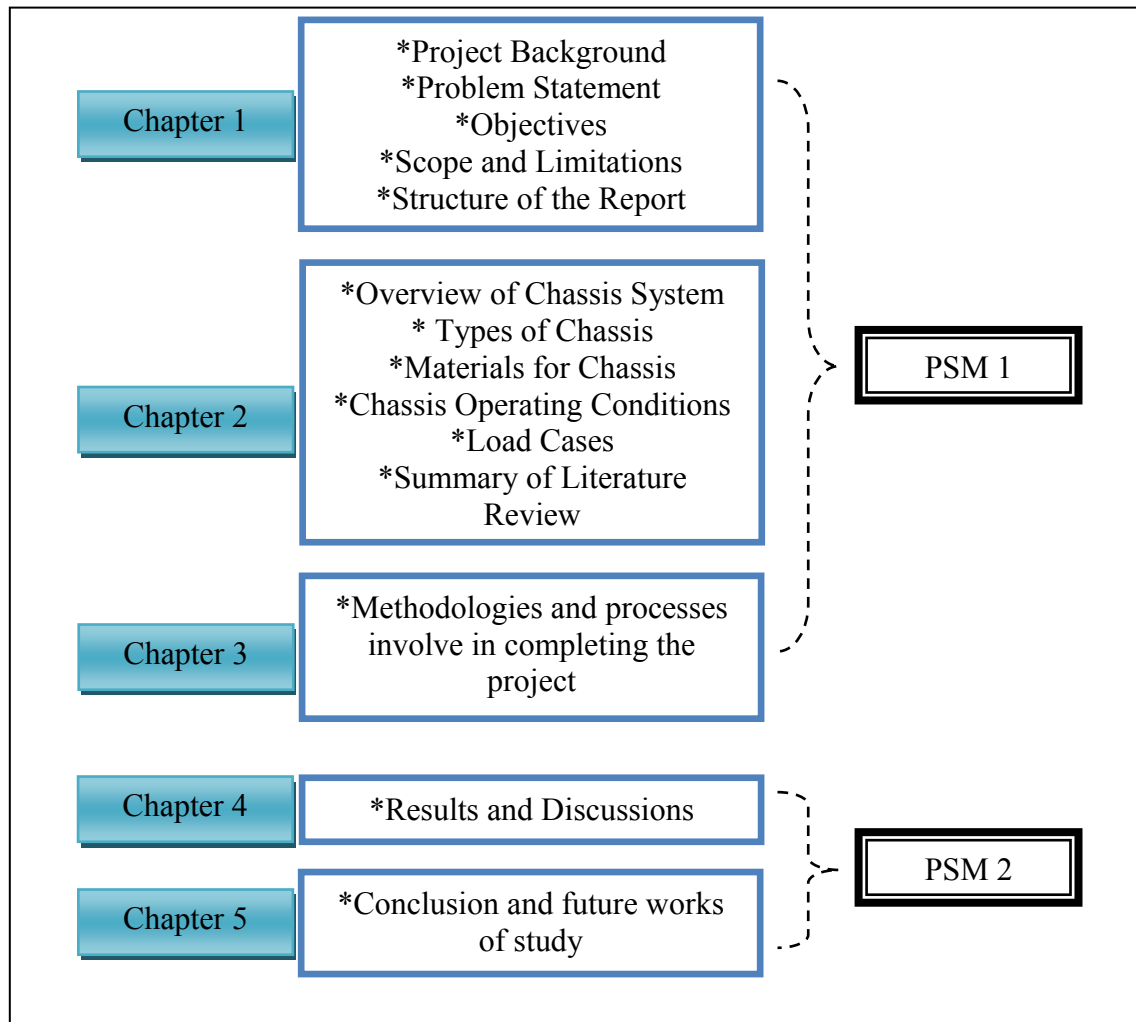 Chapter 1
*Project Background
*Problem Statement
*Objectives
*Scope and Limitations
*Structure of the Report
Chapter 2
*Overview of Chassis System
* Types of Chassis
*Materials for Chassis
*Chassis Operating Conditions
*Load Cases
*Summary of Literature
Review
Chapter 3
*Methodologies and processes
involve in completing the
project
PSM 1
Chapter 4
*Results and Discussions
Chapter 5
*Conclusion and future works
of study
PSM 2